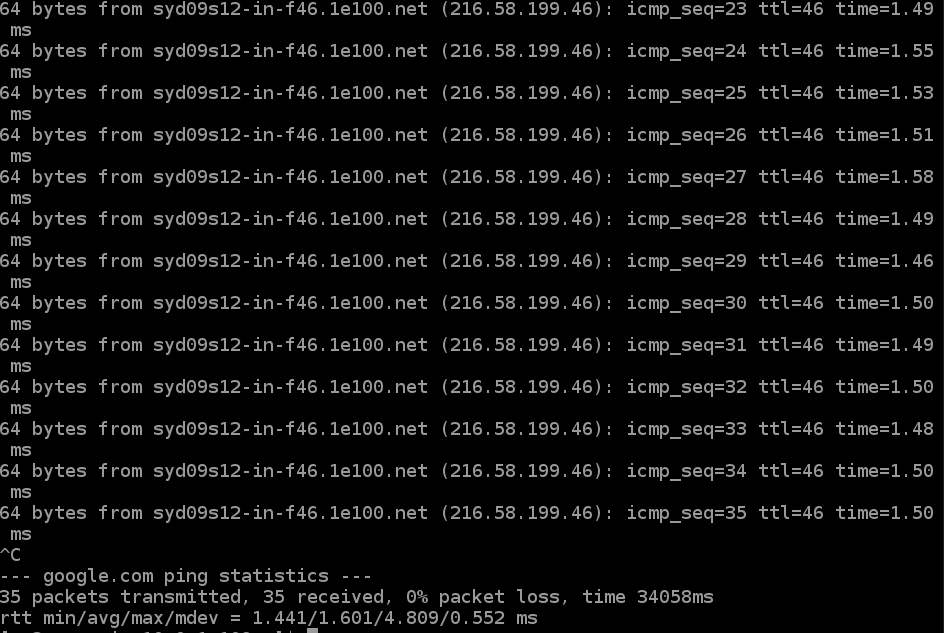 64 bytes from syd09s12-in-f46.1e100.net (216.58.199.46): icmp_seq=23 ttl=46 time=1.49
 ms
64 bytes from syd09s12-in-f46.1e100.net (216.58.199.46): icmp_seq=24 ttl=46 time=1.55
 ms
64 bytes from syd09s12-in-f46.1e100.net (216.58.199.46): icmp_seq=25 ttl=46 time=1.53
 ms
64 bytes from syd09s12-in-f46.1e100.net (216.58.199.46): icmp_seq=26 ttl=46 time=1.51
 ms
64 bytes from syd09s12-in-f46.1e100.net (216.58.199.46): icmp_seq=27 ttl=46 time=1.58
 ms
64 bytes from syd09s12-in-f46.1e100.net (216.58.199.46): icmp_seq=28 ttl=46 time=1.49
 ms
64 bytes from syd09s12-in-f46.1e100.net (216.58.199.46): icmp_seq=29 ttl=46 time=1.46
 ms
64 bytes from syd09s12-in-f46.1e100.net (216.58.199.46): icmp_seq=30 ttl=46 time=1.50
 ms
64 bytes from syd09s12-in-f46.1e100.net (216.58.199.46): icmp_seq=31 ttl=46 time=1.49
 ms
64 bytes from syd09s12-in-f46.1e100.net (216.58.199.46): icmp_seq=32 ttl=46 time=1.50
 ms
64 bytes from syd09s12-in-f46.1e100.net (216.58.199.46): icmp_seq=33 ttl=46 time=1.48
 ms
64 bytes from syd09s12-in-f46.1e100.net (216.58.199.46): icmp_seq=34 ttl=46 time=1.50
 ms
64 bytes from syd09s12-in-f46.1e100.net (216.58.199.46): icmp_seq=35 ttl=46 time=1.50
 ms
^C
--- google.com ping statistics ---
35 packets transmitted, 35 received, 0% packet loss, time 34058ms
rtt min/avg/max/mdev = 1.441/1.601/4.809/0.552 ms